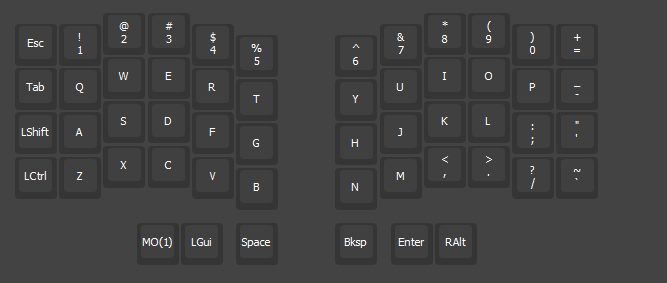 Esc ! @ # $ % ^ & * ( ) +
1 2 3 4 5 6 7 8 9 0 =
Tab Q W E R T Y U I O P _
-
LShift A S D F G H J K L : "
; '
LCtrl Z X C V B N M < > ? ~
, . / `
MO(1) LGui Space Bksp Enter RAlt